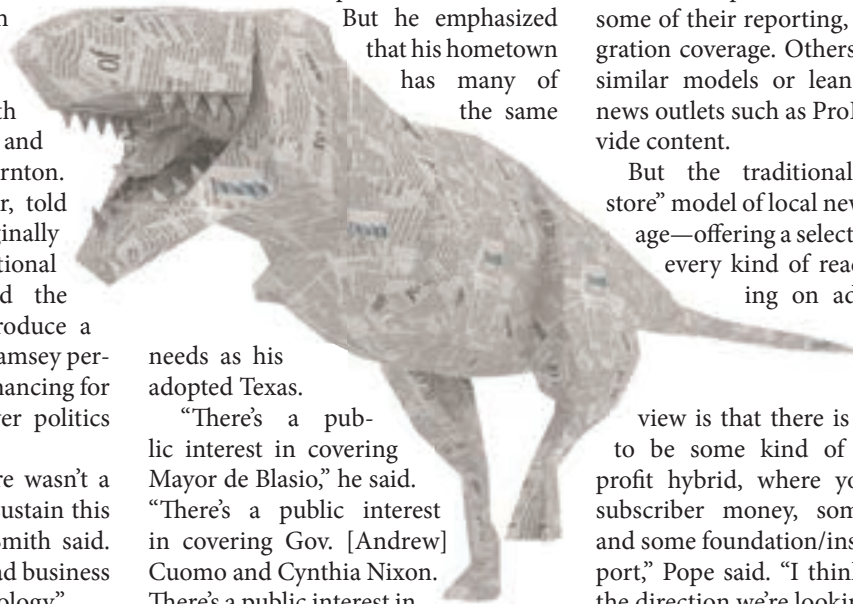 th
and
rnton.
r, told
ginally
tional
d the
roduce a
amsey per-
nancing for
er politics
re wasn't a
ustain this
mith said.
ad business
ology.”
But he emphasized
that his hometown
has many of
the same
needs as his
adopted Texas.
“There's a pub-
lic interest in covering
Mayor de Blasio,” he said.
“There's a public interest
in covering Gov. [Andrew]
Cuomo and Cynthia Nixon.
There's a public interest in
some of their reporting,
gration coverage. Others
similar models or lean
news outlets such as Pro
vide content.
But the traditional
store” model of local new
age—offering a select
every kind of rea
ing on ad
view is that there is
to be some kind of
profit hybrid, where yo
subscriber money, som
and some foundation/ins
port,” Pope said. “I think
the direction we're lookin
of